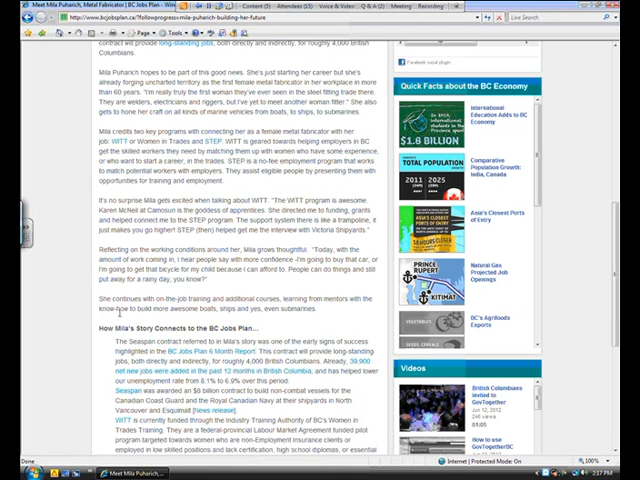 Meet Mila Puharich, Metal Fabricator | BC Jobs Plan - Win
Content (5) Attendees (15) Voice & Video Q & A (2) Meeting Recording
http://www.bcjobsplan.ca/?followprogress=mila-puharich-building-her-future
Live Search
Page Tools
contract will provide long-standing jobs, both directly and indirectly, for roughly 4,000 British
Columbians.
Mila Puharich hopes to be part of this good news. She's just starting her career but she's
already forging uncharted territory as the first female metal fabricator in her workplace in more
than 60 years. "I'm really the first woman they've ever seen in the steel fitting trade there.
They are welders, electricians and riggers, but I've yet to meet another woman fitter." She also
gets to hone her craft on all kinds of marine vehicles from boats, to ships, to submarines.
Mila credits two key programs with connecting her as a female metal fabricator with her
job: WITT or Women in Trades and STEP. WITT is geared towards helping employers in BC
get the skilled workers they need by matching them up with women who have some experience,
or who want to start a career, in the trades. STEP is a no-fee employment program that works
to match potential workers with employers. They assist eligible people by presenting them with
opportunities for training and employment.
It's no surprise Mila gets excited when talking about WITT. "The WITT program is awesome.
Karen McNeil at Camosun is the goddess of apprentices. She directed me to funding, grants
and helped connect me to the STEP program. The support system there is like a trampoline, it
just makes you go higher! STEP (then) helped get me the interview with Victoria Shipyards."
Reflecting on the working conditions around her, Mila grows thoughtful. "Today, with the
amount of work coming in, I hear people say with more confidence -I'm going to buy that car, or
I'm going to get that bicycle for my child because I can afford to. People can do things and still
put away for a rainy day, you know?"
She continues with on-the-job training and additional courses, learning from mentors with the
know-how to build more awesome boats, ships and yes, even submarines.
How Mila's Story Connects to the BC Jobs Plan...
The Seaspan contract referred to in Mila's story was one of the early signs of success
highlighted in the BC Jobs Plan 6 Month Report. This contract will provide long-standing
jobs, both directly and indirectly, for roughly 4,000 British Columbians. Already, 39,900
net new jobs were added in the past 12 months in British Columbia, and has helped lower
our unemployment rate from 8.1% to 6.9% over this period.
Seaspan was awarded an $8 billion contract to build non-combat vessels for the
Canadian Coast Guard and the Royal Canadian Navy at their shipyards in North
Vancouver and Esquimalt [News release].
WITT is currently funded through the Industry Training Authority of BC's Women in
Trades Training. They are a federal-provincial Labour Market Agreement funded pilot
program targeted towards women who are non-Employment Insurance clients or
employed in low skilled positions and lack certification, high school diplomas, or essential
Facebook social plugin
Quick Facts about the BC Economy
$1.8 BILLION
International
Education Adds to BC
Economy
TOTAL POPULATION
2011 2025
Comparative
Population: India,
Canada
Asia's Closest Ports
of Entry
PRINCE
RUPERT
KITIMAT
Natural Gas
Projected Job
Openings
VEGETABLES
BC's Agrifoods
Exports
Videos
British Columbians
invited to
GovTogether
Jun 12, 2012
246 views
01:05
How to use
GovTogetherBC
Done
Internet | Protected Mode: On
100%
Meet Mila Puharich, ...
2:17 PM